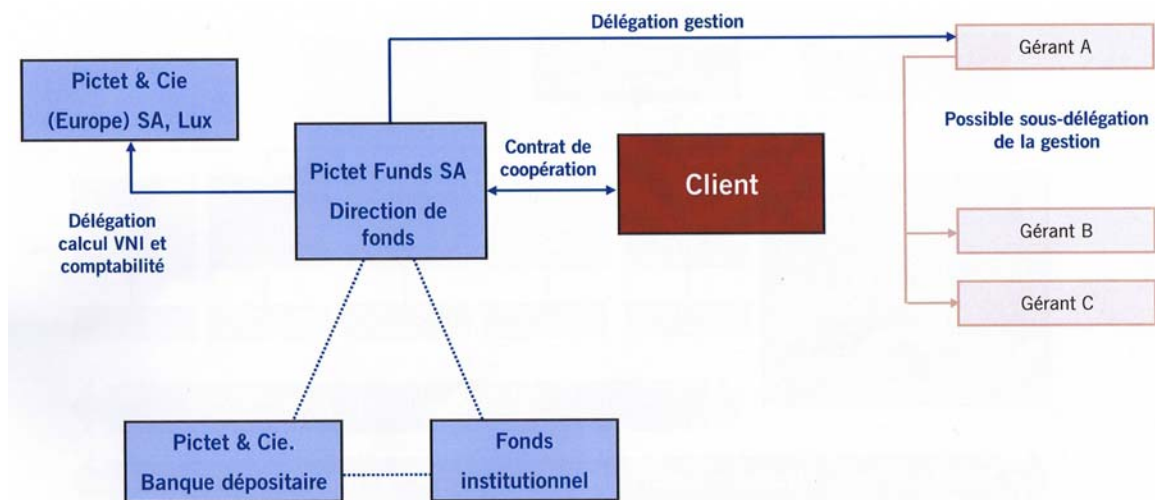 Délégation gestion
Gérant A
Pictet & Cie
(Europe) SA, Lux
Possible sous-délégation
de la gestion
Pictet Funds SA
Direction de
fonds
Contrat de
coopération
Client
Délégation
calcul VNI et
comptabilité
Gérant B
Gérant C
Pictet & Cie.
Banque dépositaire
Fonds
institutionnel